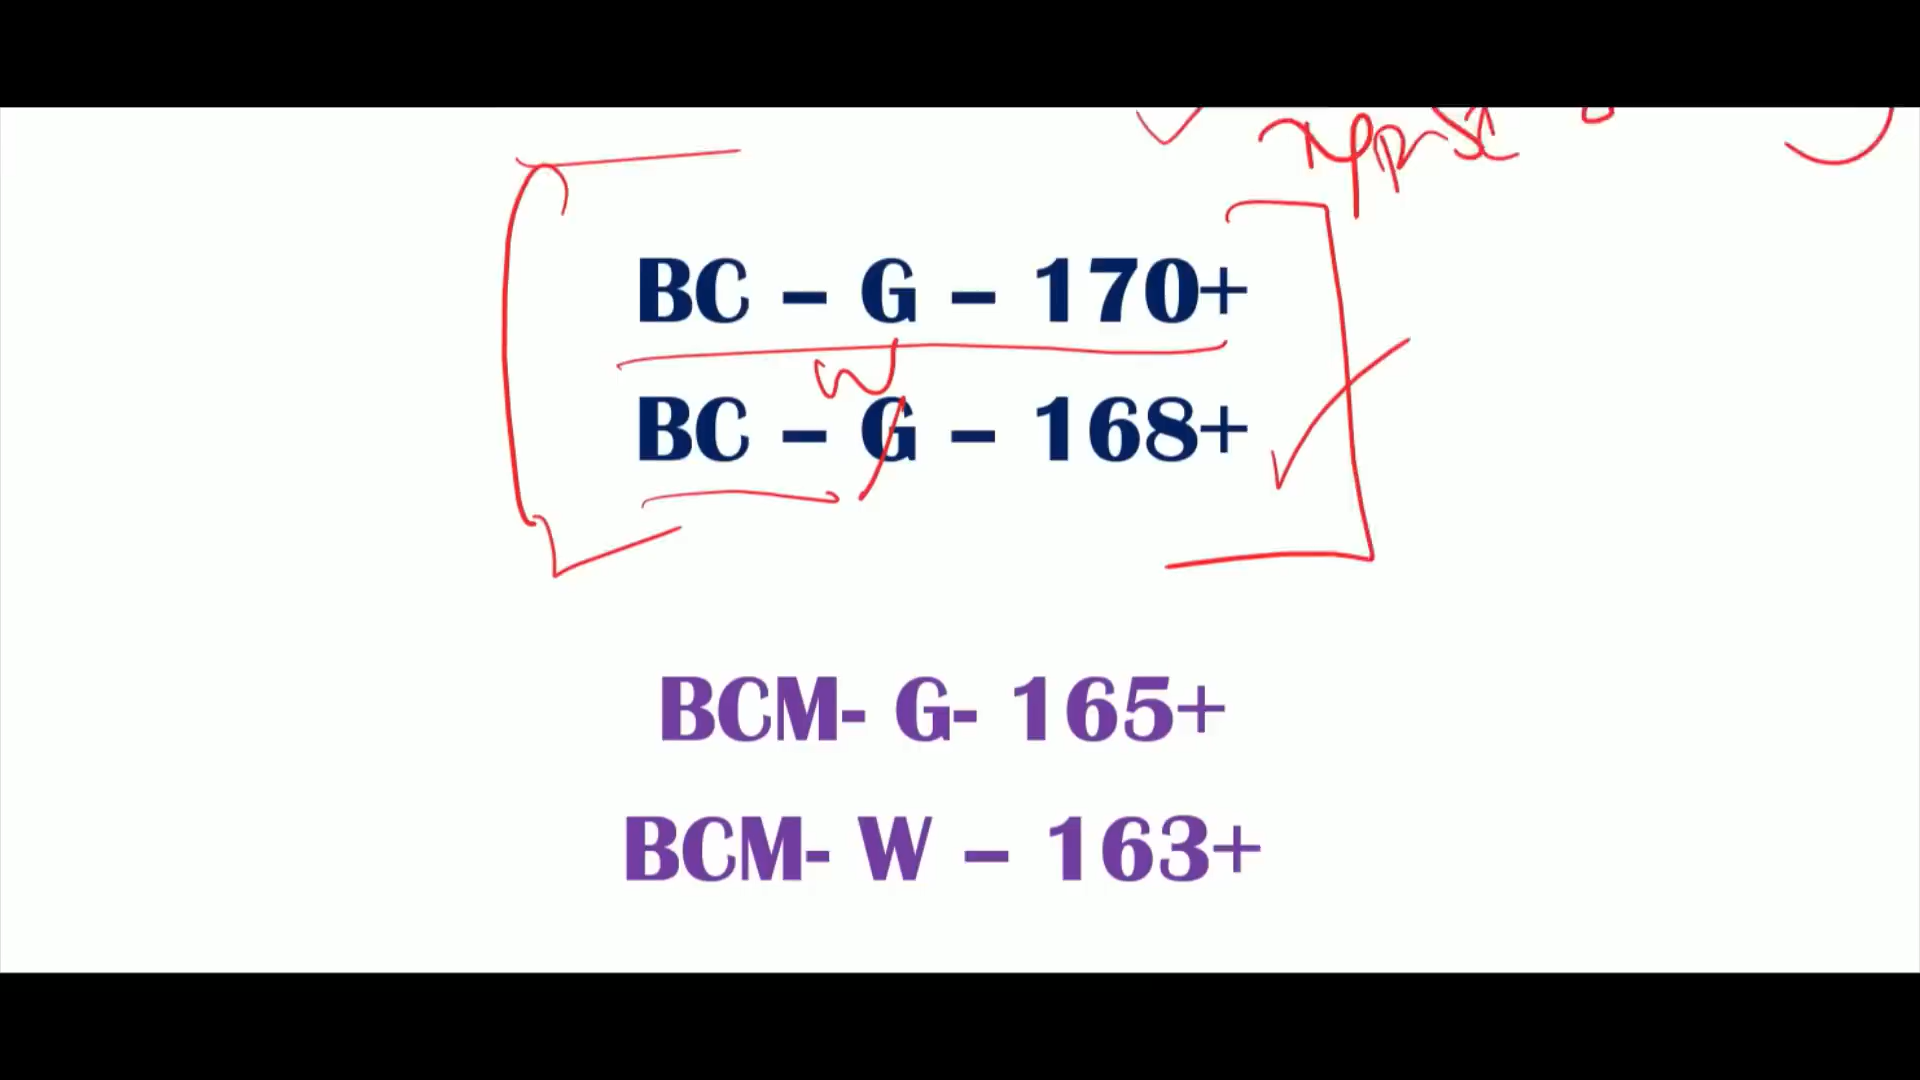 BC – G – 170+
W
BC – G – 168+
BCM- G- 165+
BCM- W – 163+